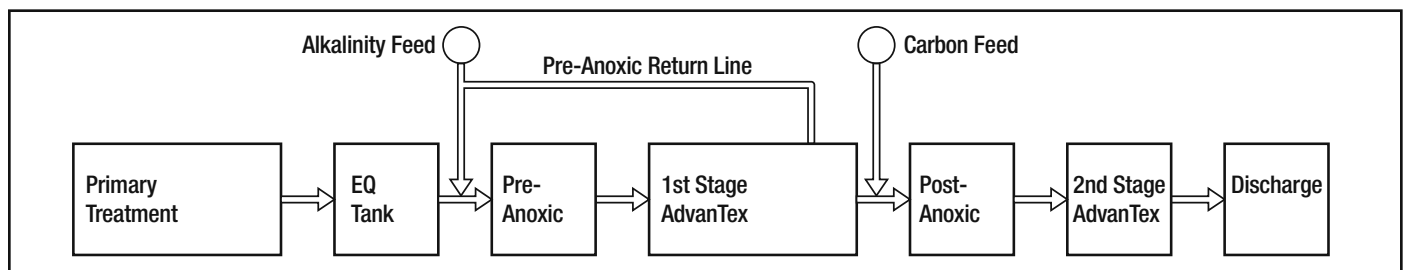 Alkalinity Feed
Carbon Feed
Pre-Anoxic Return Line
Primary
Treatment
EQ
Tank
Pre-
Anoxic
1st Stage
AdvanTex
Post-
Anoxic
2nd Stage
AdvanTex
Discharge